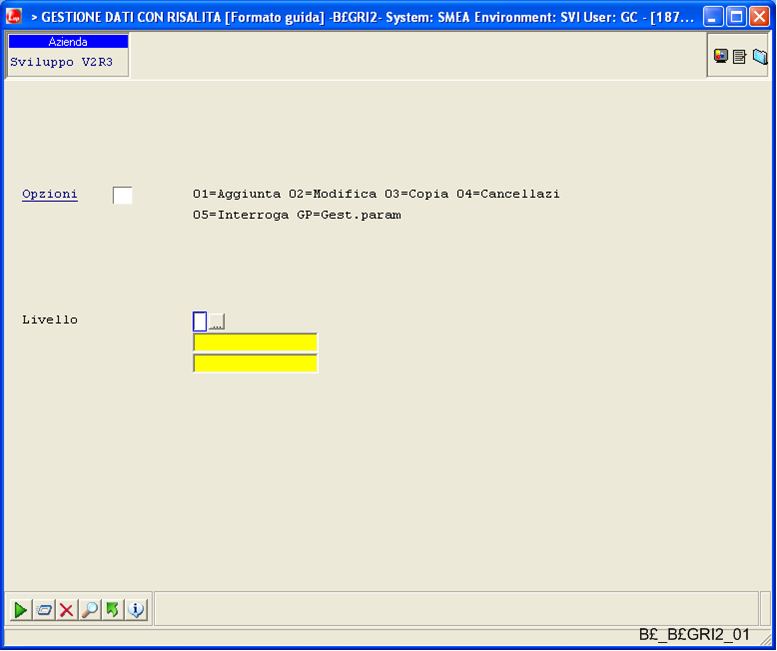 > GESTIONE DATI CON RISALITA [Formato guida] -B£GRI2- System: SMEA Environment: SVI User: GC - [187...
Azienda
Sviluppo V2R3
Opzioni 01=Aggiunta 02=Modifica 03=Copia 04=Cancellazi
05=Interroga GP=Gest.param
Livello ...
B£_B£GRI2_01